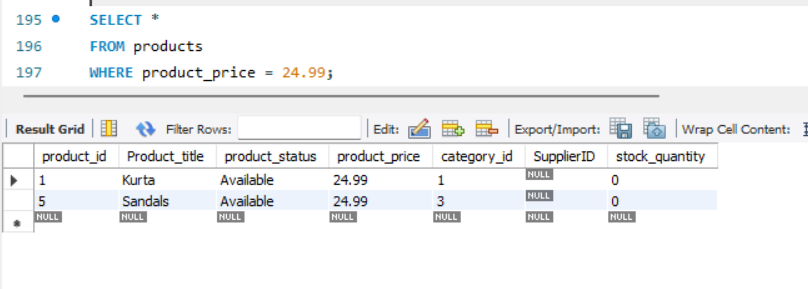 195 SELECT *
196 FROM products
197 WHERE product_price = 24.99;
Result Grid Filter Rows: Edit: Export/Import: Wrap Cell Content:
product_id Product_title product_status product_price category_id SupplierID stock_quantity
1 Kurta Available 24.99 1 NULL 0
5 Sandals Available 24.99 3 NULL 0
NULL NULL NULL NULL NULL NULL NULL